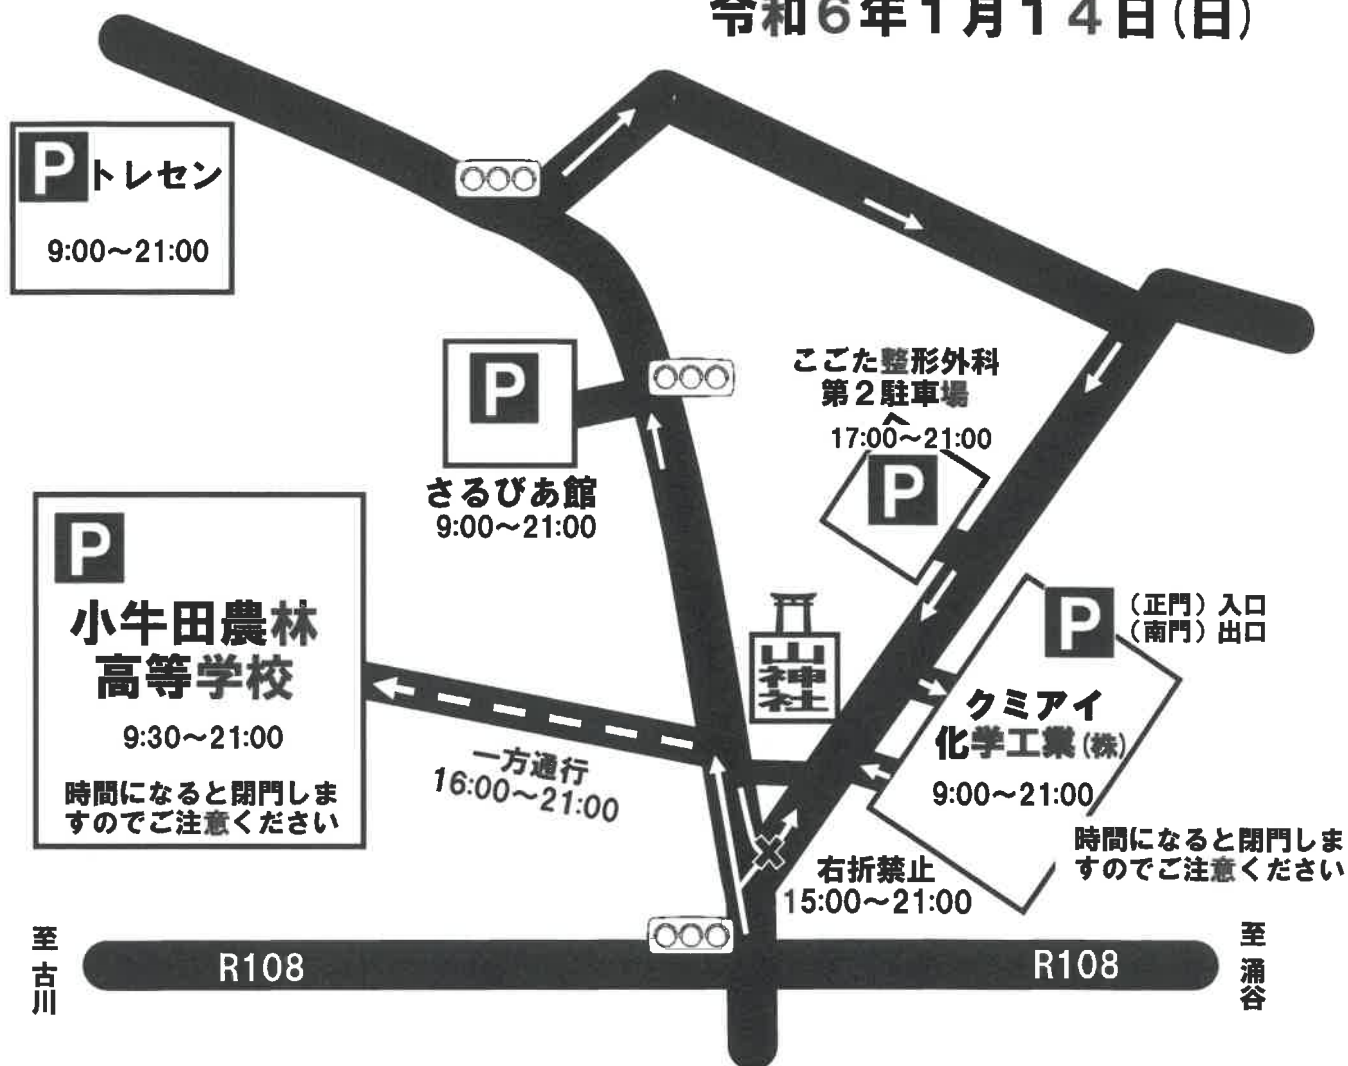 令和6年1月14日(日)
P トレセン
9:00～21:00
こごた整形外科
第2駐車場
17:00～21:00
P
P
さるびあ館
9:00～21:00
P
小牛田農林
高等学校
9:30～21:00
時間になると閉門しま
すのでご注意ください
一方通行
16:00～21:00
山神社
P
(正門)入口
(南門)出口
クミアイ
化学工業(株)
9:00～21:00
時間になると閉門しま
すのでご注意ください
右折禁止
15:00～21:00
至 古川
R108
R108
至 涌谷